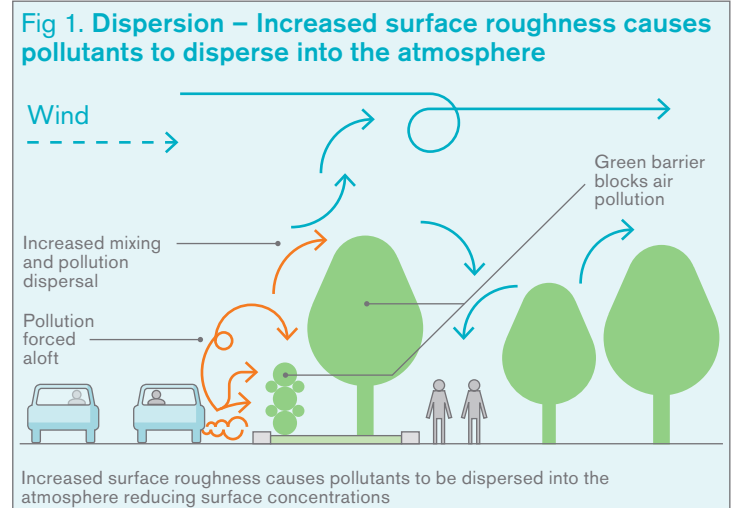 Fig 1. Dispersion – Increased surface roughness causes
pollutants to disperse into the atmosphere
Wind
Green barrier
blocks air
pollution
Increased mixing
and pollution
dispersal
Pollution
forced
aloft
Increased surface roughness causes pollutants to be dispersed into the
atmosphere reducing surface concentrations